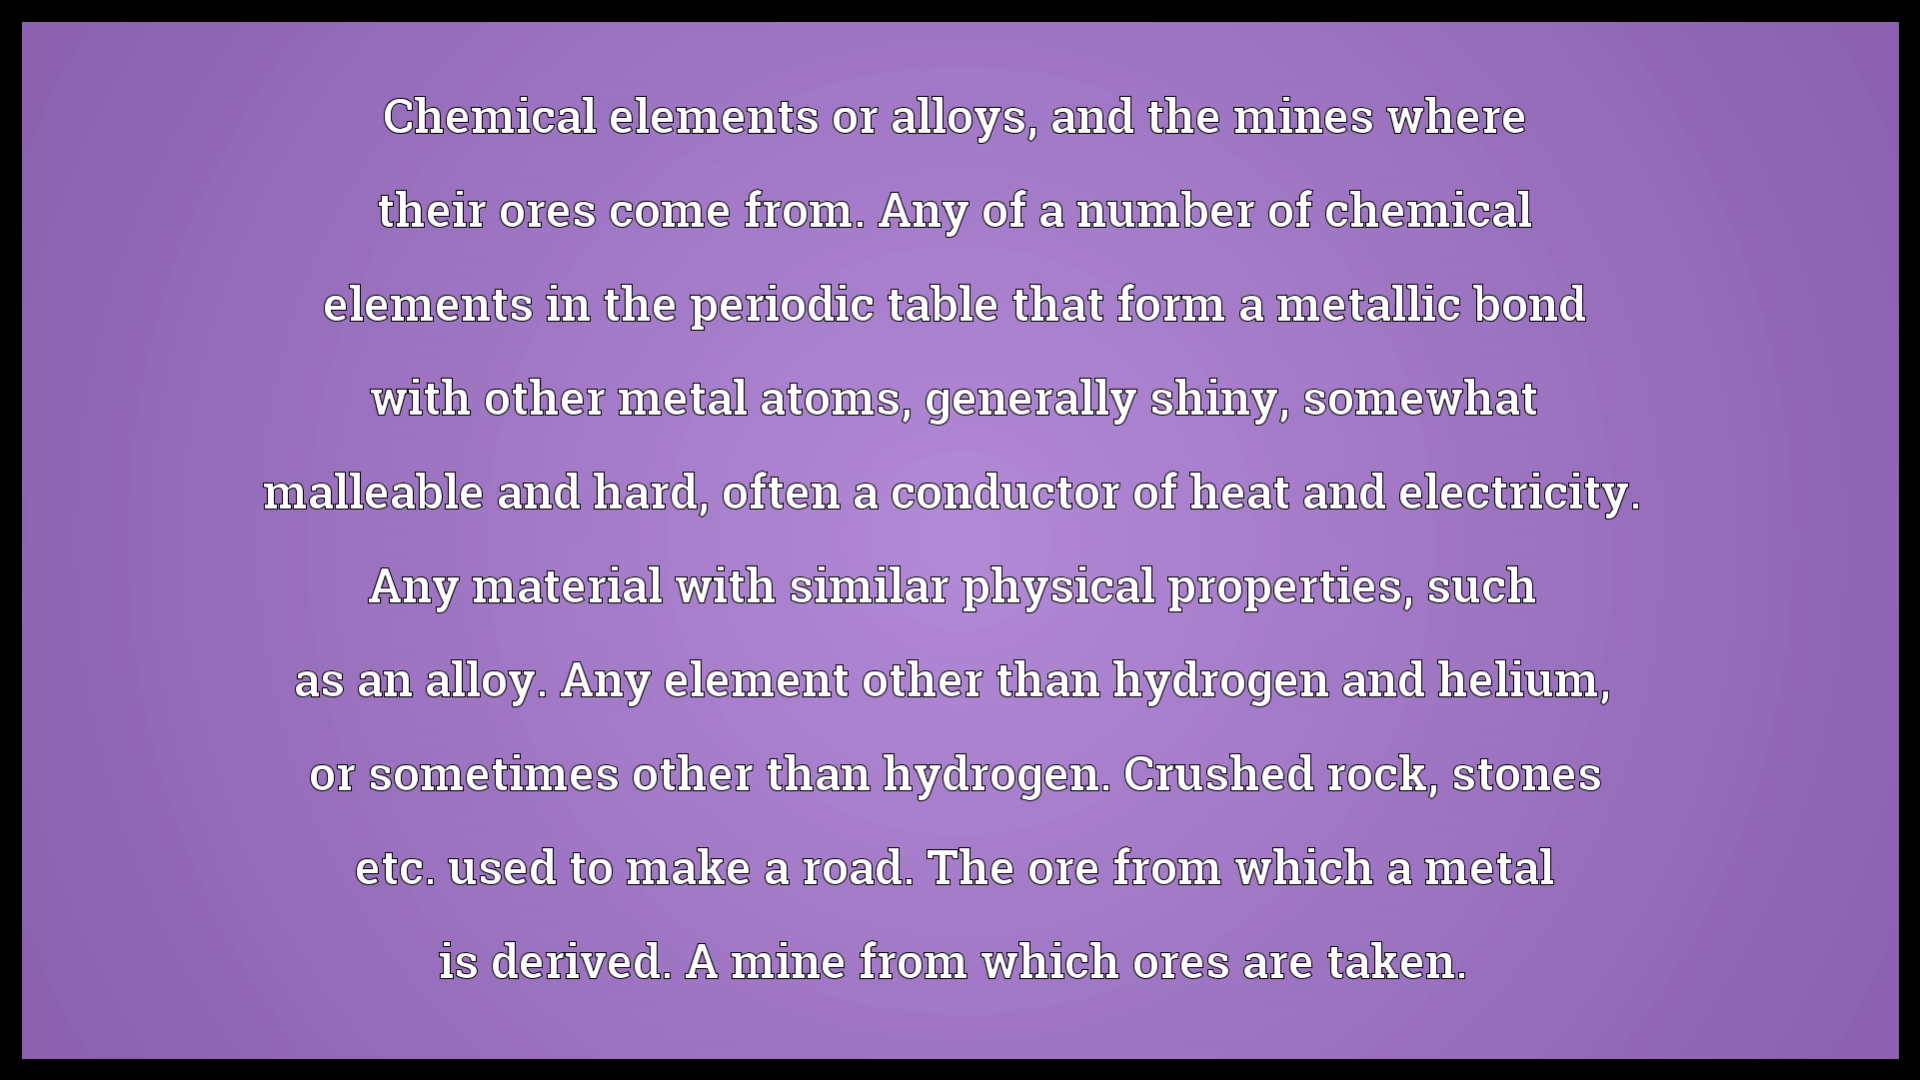 Chemical elements or alloys, and the mines where
their ores come from. Any of a number of chemical
elements in the periodic table that form a metallic bond
with other metal atoms, generally shiny, somewhat
malleable and hard, often a conductor of heat and electricity.
Any material with similar physical properties, such
as an alloy. Any element other than hydrogen and helium,
or sometimes other than hydrogen. Crushed rock, stones
etc. used to make a road. The ore from which a metal
is derived. A mine from which ores are taken.